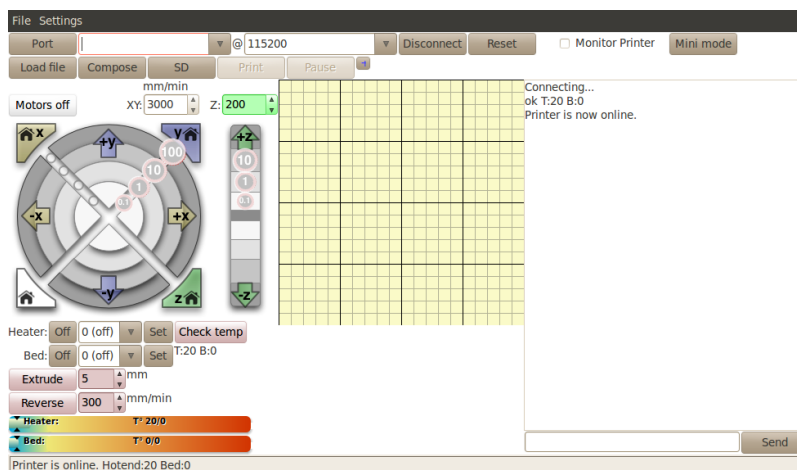 File Settings
Port @ 115200 Disconnect Reset Monitor Printer Mini mode
Load file Compose SD Print Pause
mm/min
Motors off XY: 3000 Z: 200
x +y y +z
100
10 10
1 1
0.1 0.1
-x +x
-y z -z
Heater: Off 0 (off) Set Check temp
Bed: Off 0 (off) Set T:20 B:0
Extrude 5 mm
Reverse 300 mm/min
Heater: T° 20/0
Bed: T° 0/0
Connecting...
ok T:20 B:0
Printer is now online.
Send
Printer is online. Hotend:20 Bed:0